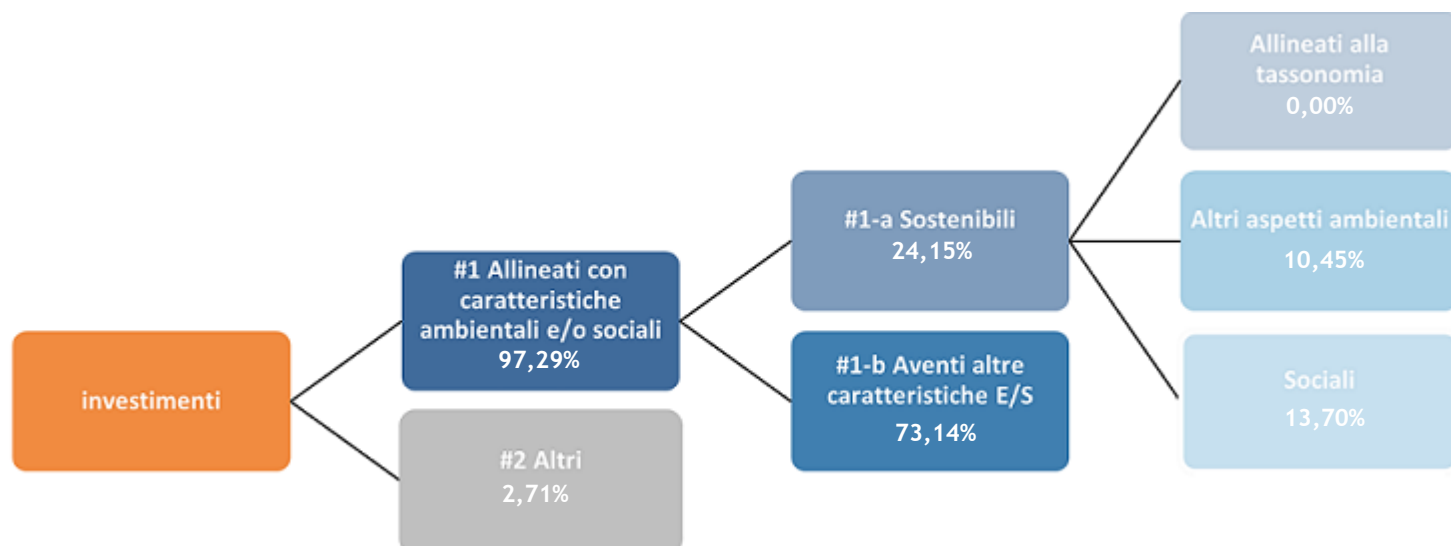 investimenti
#1 Allineati con
caratteristiche
ambientali e/o sociali
97,29%
#2 Altri
2,71%
#1-a Sostenibili
24,15%
#1-b Aventi altre
caratteristiche E/S
73,14%
Allineati alla
tassonomia
0,00%
Altri aspetti ambientali
10,45%
Sociali
13,70%